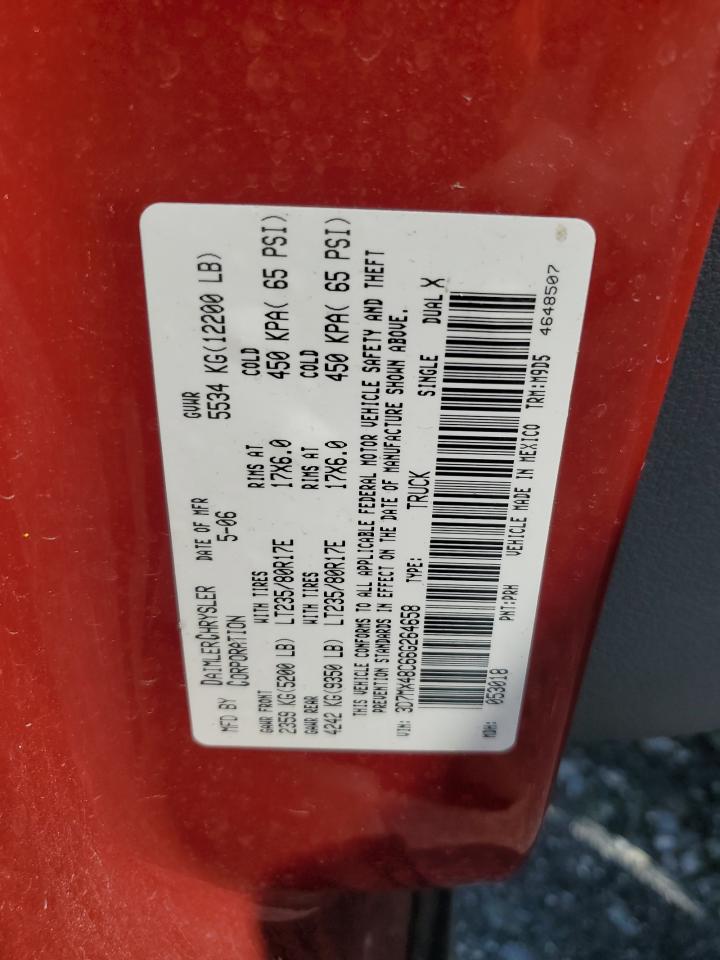 MFD BY DAIMLERCHRYSLER CORPORATION DATE OF MFR 5-06 GVWR 5534 KG(12200 LB)
GAWR FRONT WITH TIRES RIMS AT COLD
2359 KG(5200 LB) LT235/80R17E 17X6.0 450 KPA( 65 PSI)
GAWR REAR WITH TIRES RIMS AT COLD
4242 KG(9350 LB) LT235/80R17E 17X6.0 450 KPA( 65 PSI)
THIS VEHICLE CONFORMS TO ALL APPLICABLE FEDERAL MOTOR VEHICLE SAFETY AND THEFT
PREVENTION STANDARDS IN EFFECT ON THE DATE OF MANUFACTURE SHOWN ABOVE.
VIN: 3D7MX48C66G264658 TYPE: TRUCK SINGLE DUAL X
MDH: 053018 PNT:PRH VEHICLE MADE IN MEXICO TRM:M9D5
4648507